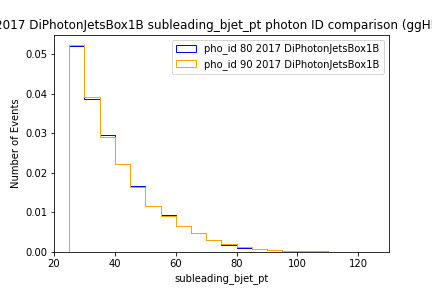 2017 DiPhotonJetsBox1B subleading_bjet_pt photon ID comparison (ggH
pho_id 80 2017 DiPhotonJetsBox1B
pho_id 90 2017 DiPhotonJetsBox1B
Number of Events
0.05
0.04
0.03
0.02
0.01
0.00
20 40 60 80 100 120
subleading_bjet_pt